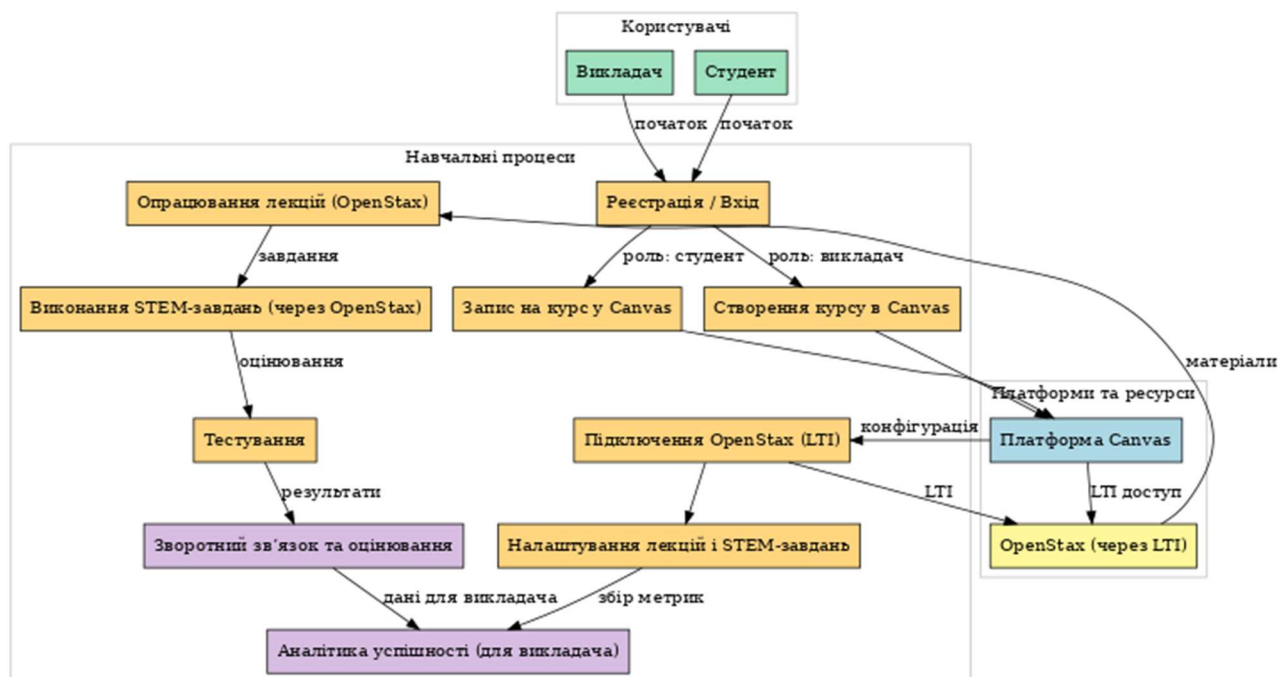 Користувачі
Викладач
Студент
початок
початок
Навчальні процеси
Опрацювання лекцій (OpenStax)
Реєстрація / Вхід
завдання
роль: студент
роль: викладач
Виконання STEM-завдань (через OpenStax)
Запис на курс у Canvas
Створення курсу в Canvas
оцінювання
матеріали
Платформи та ресурси
Тестування
Підключення OpenStax (LTI)
конфігурація
Платформа Canvas
результати
LTI
LTI доступ
Зворотний зв'язок та оцінювання
Налаштування лекцій і STEM-завдань
OpenStax (через LTI)
дані для викладача
збір метрик
Аналітика успішності (для викладача)